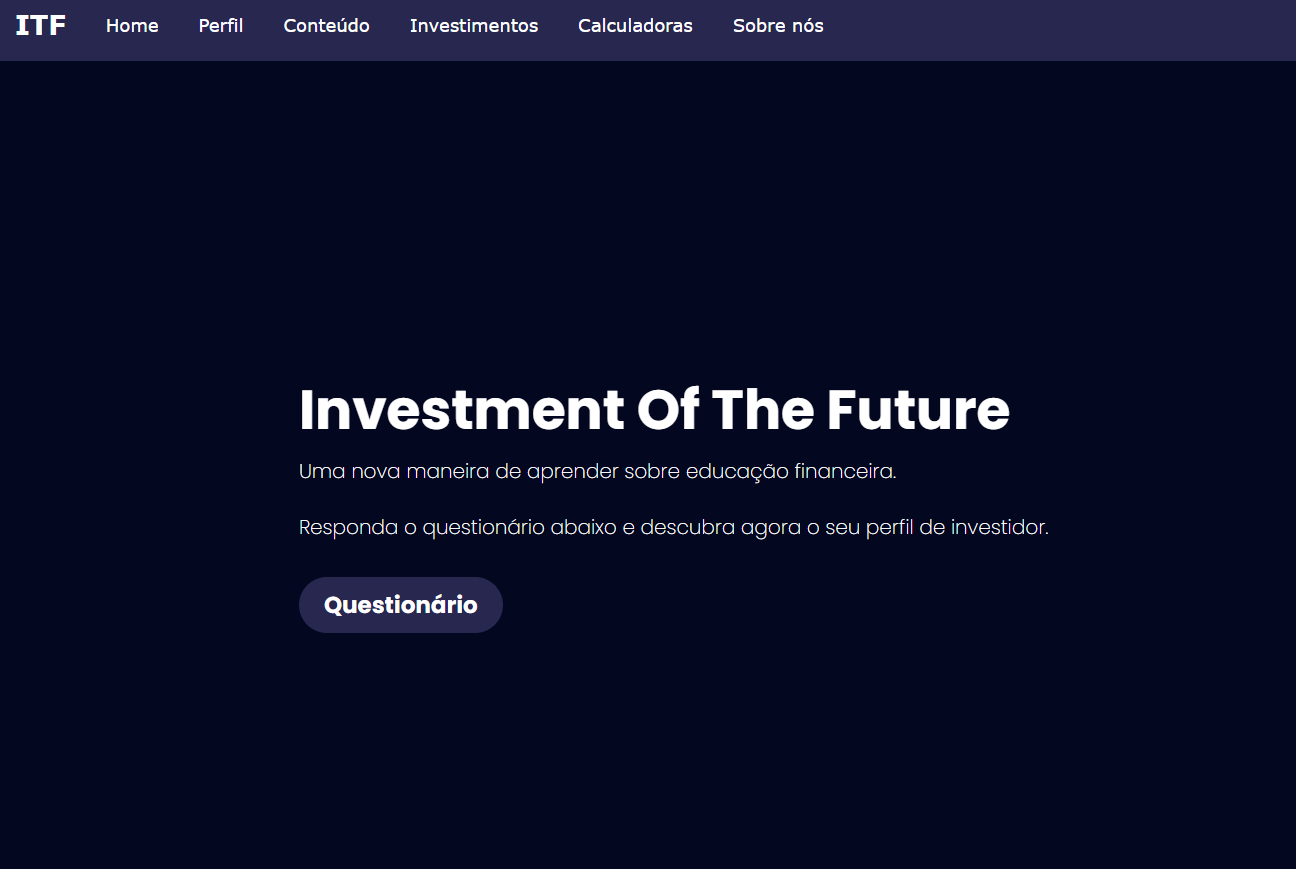 ITF Home Perfil Conteúdo Investimentos Calculadoras Sobre nós
Investment Of The Future
Uma nova maneira de aprender sobre educação financeira.
Responda o questionário abaixo e descubra agora o seu perfil de investidor.
Questionário